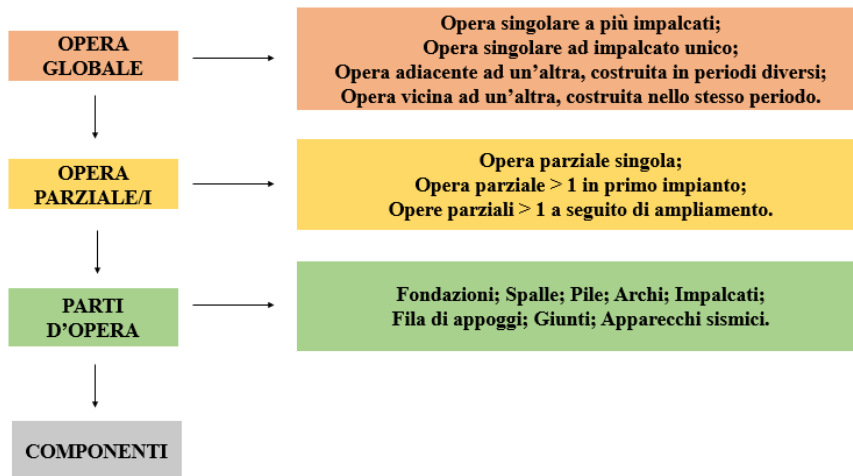 OPERA
GLOBALE
Opera singolare a più impalcati;
Opera singolare ad impalcato unico;
Opera adiacente ad un’altra, costruita in periodi diversi;
Opera vicina ad un’altra, costruita nello stesso periodo.
OPERA
PARZIALE/I
Opera parziale singola;
Opera parziale > 1 in primo impianto;
Opere parziali > 1 a seguito di ampliamento.
PARTI
D’OPERA
Fondazioni; Spalle; Pile; Archi; Impalcati;
Fila di appoggi; Giunti; Apparecchi sismici.
COMPONENTI